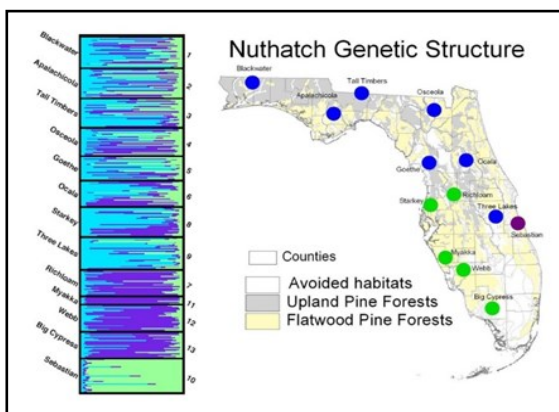 Nuthatch Genetic Structure
Blackwater
1
Apalachicola
2
Tall Timbers
3
Osceola
4
Goethe
5
Ocala
6
Starkey
8
Three Lakes
9
Richloam
7
Myakka
11
Webb
12
Big Cypress
13
Sebastian
10
Blackwater
Tall Timbers
Apalachicola
Osceola
Goethe
Ocala
Richloam
Starkey
Three Lakes
Sebastian
Myakka
Webb
Big Cypress
Counties
Avoided habitats
Upland Pine Forests
Flatwood Pine Forests